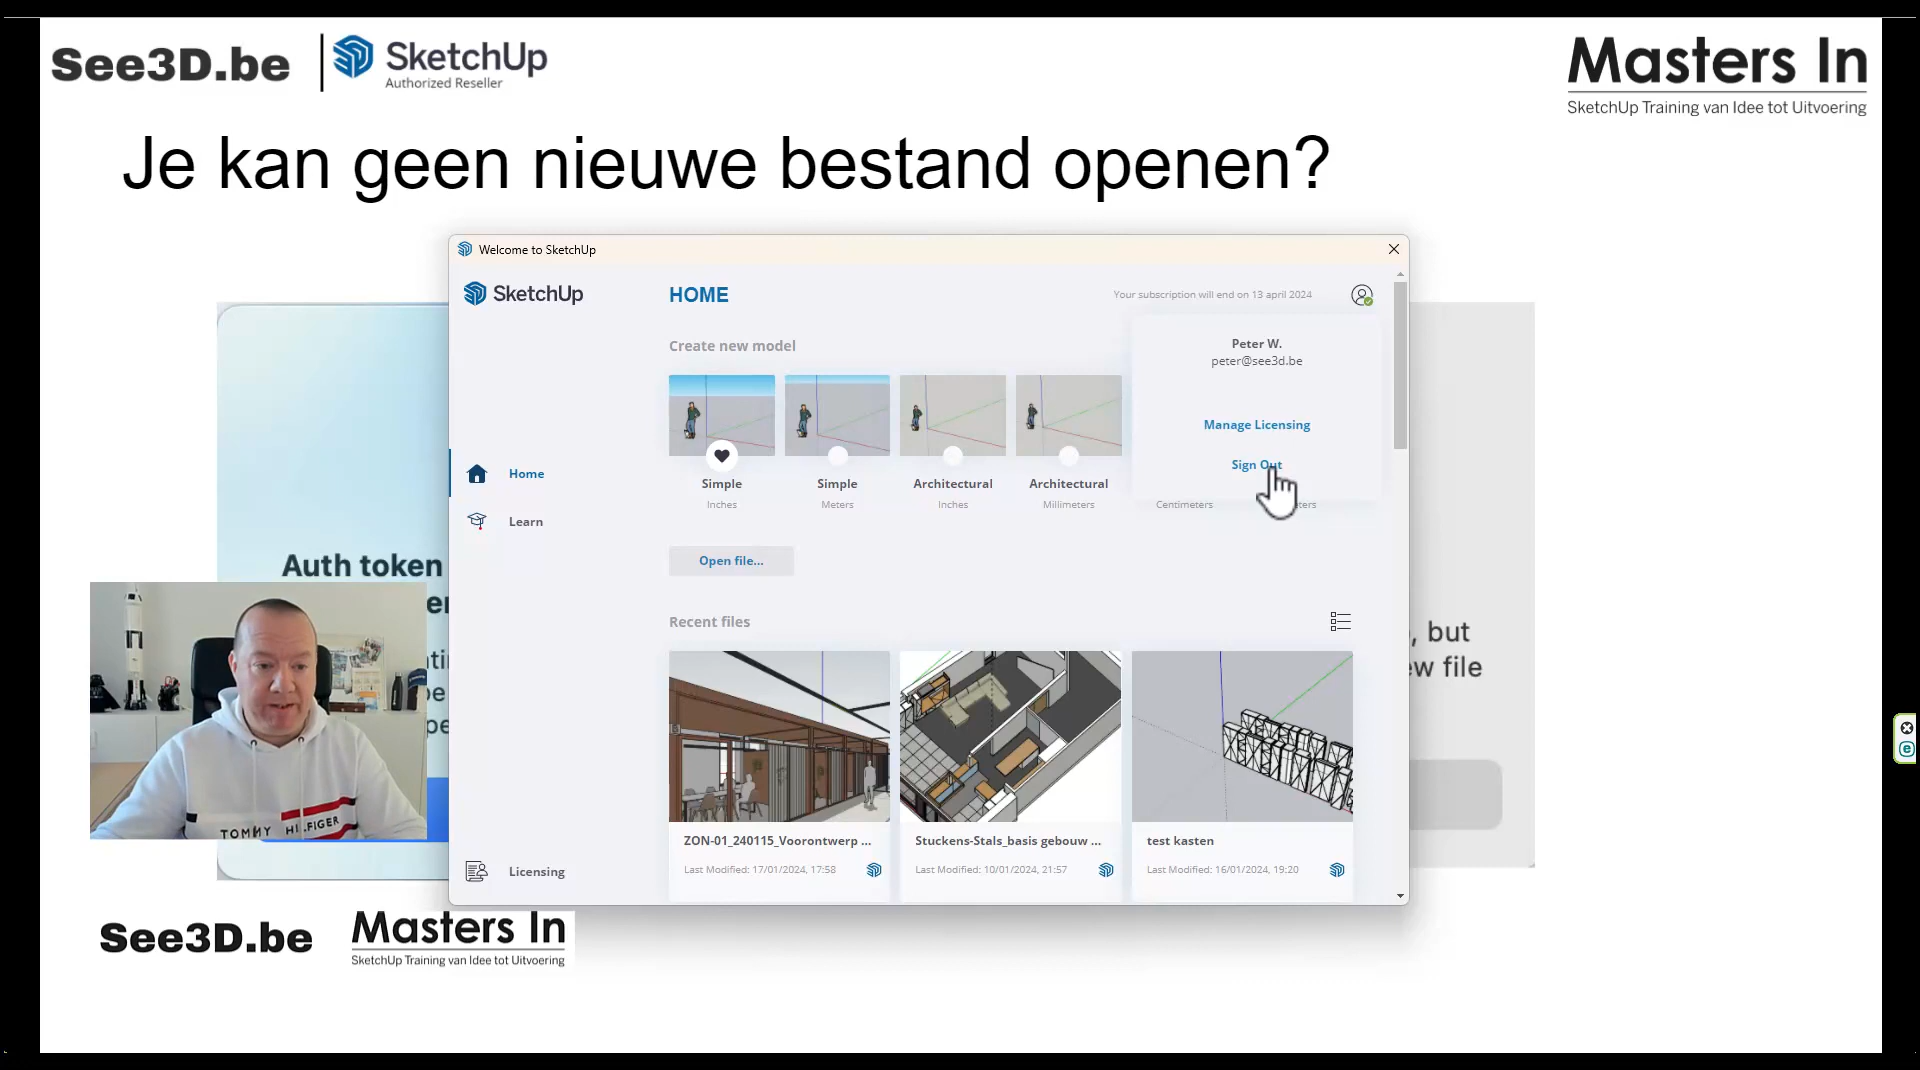 See3D.be
SketchUp
Authorized Reseller
Masters In
SketchUp Training van Idee tot Uitvoering
Je kan geen nieuwe bestand openen?
Welcome to SketchUp
SketchUp
HOME
Your subscription will end on 13 april 2024
Create new model
Peter W.
peter@see3d.be
Manage Licensing
Sign Out
Simple
Inches
Simple
Meters
Architectural
Inches
Architectural
Millimeters
Centimeters
Home
Learn
Open file...
Recent files
ZON-01_240115_Voorontwerp ...
Last Modified: 17/01/2024, 17:58
Stuckens-Stals_basis gebouw ...
Last Modified: 10/01/2024, 21:57
test kasten
Last Modified: 16/01/2024, 19:20
Licensing
Auth token
, but
file
TOMMY HILFIGER
See3D.be
Masters In
SketchUp Training van Idee tot Uitvoering